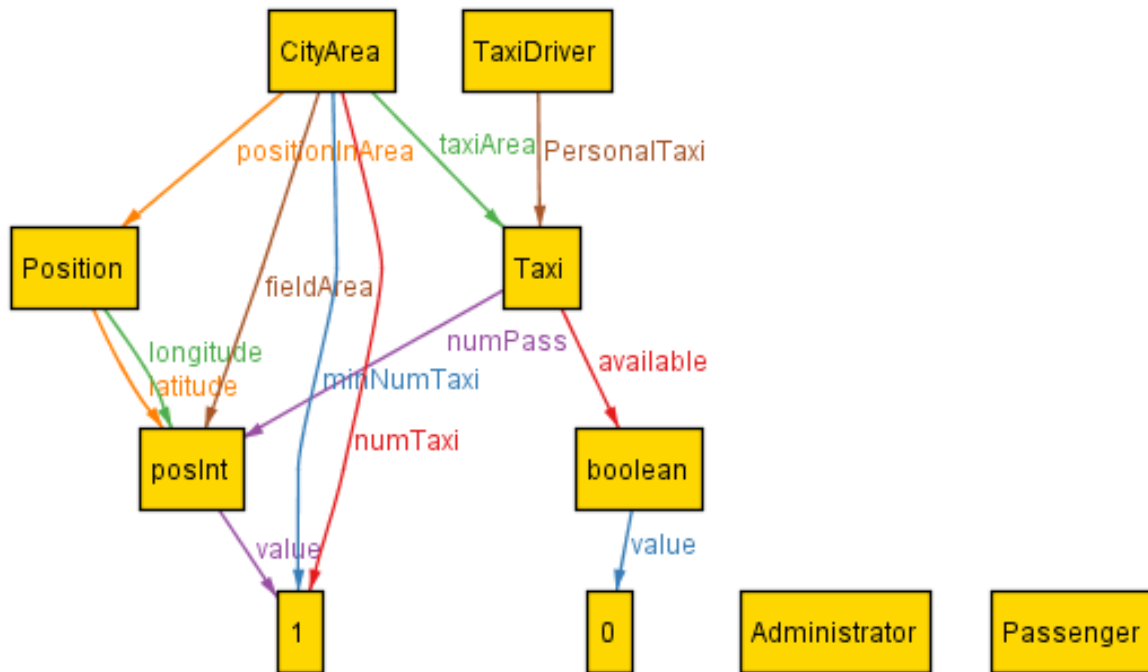 CityArea
TaxiDriver
positionInArea
taxiArea
PersonalTaxi
Position
Taxi
fieldArea
longitude
numPass
available
latitude
minNumTaxi
numTaxi
posInt
boolean
value
value
1
0
Administrator
Passenger